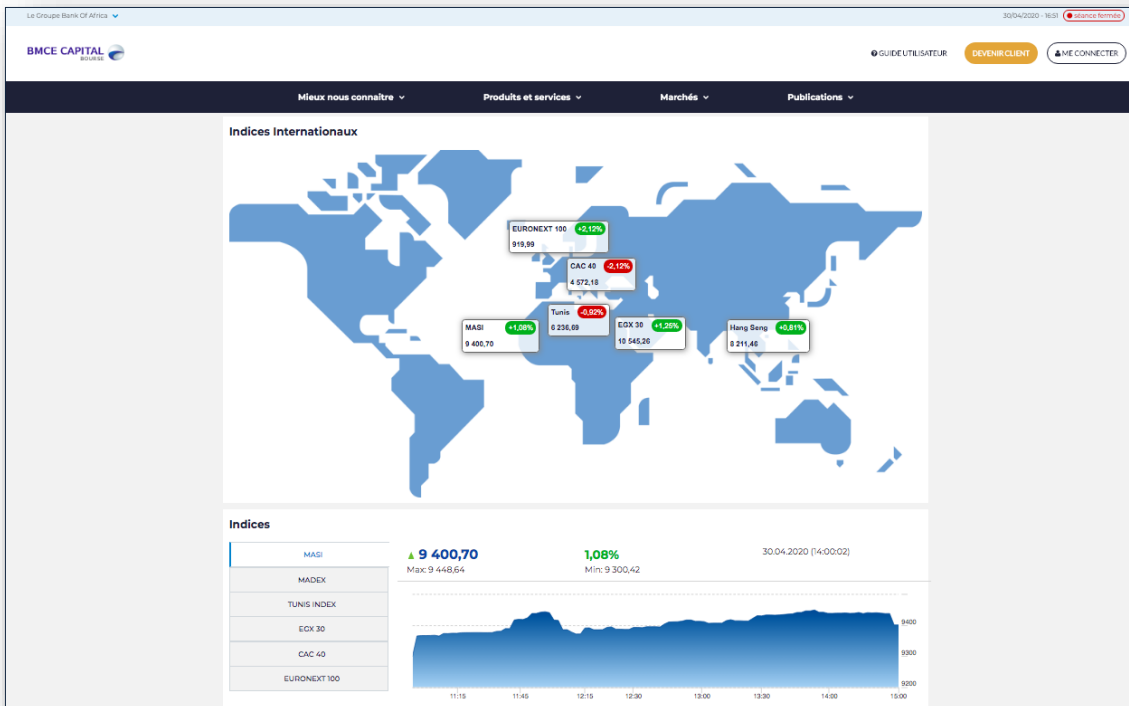 Le Groupe Bank Of Africa
30/04/2020 - 16:51 séance fermée
BMCE CAPITAL
BOURSE
GUIDE UTILISATEUR DEVENIR CLIENT ME CONNECTER
Mieux nous connaitre Produits et services Marchés Publications
Indices Internationaux
EURONEXT 100 +2,12%
919,99
CAC 40 -2,12%
4 572,18
Tunis -0,92%
6 236,69
MASI +1,08%
9 400,70
EGX 30 +1,25%
10 545,26
Hang Seng +0,81%
8 211,46
Indices
MASI
MADEX
TUNIS INDEX
EGX 30
CAC 40
EURONEXT 100
9 400,70 1,08% 30.04.2020 (14:00:02)
Max: 9 448,64 Min: 9 300,42
9400
9300
9200
11:15 11:45 12:15 12:30 13:00 13:30 14:00 15:00